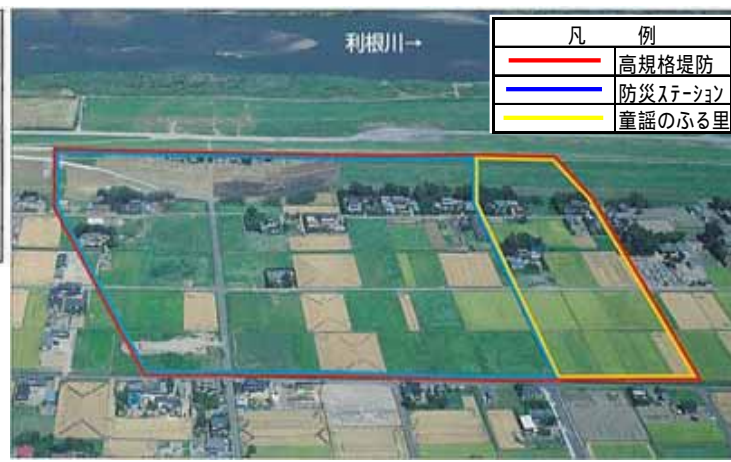 利根川→
凡 例
高規格堤防
防災ｽﾃｰｼｮﾝ
童謡のふる里